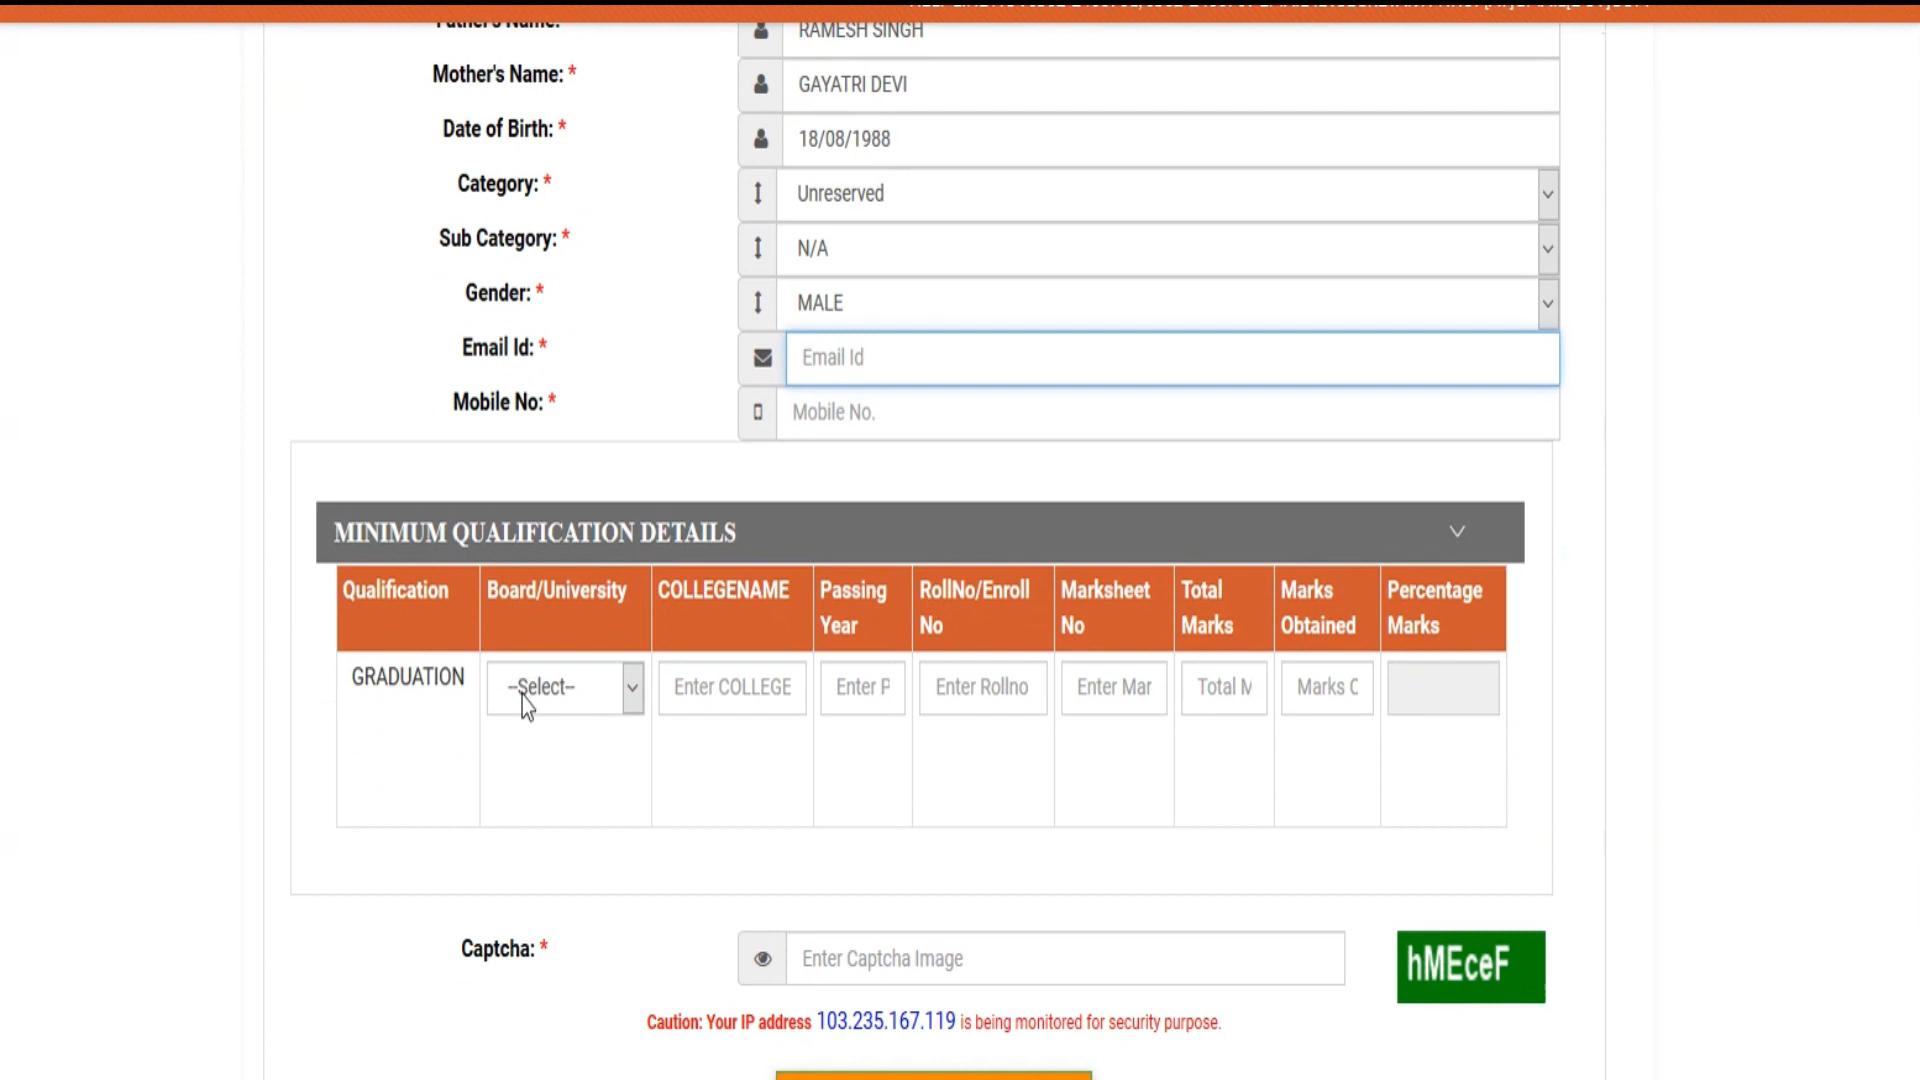 Father's Name:
RAMESH SINGH
Mother's Name: *
GAYATRI DEVI
Date of Birth: *
18/08/1988
Category: *
Unreserved
Sub Category: *
N/A
Gender: *
MALE
Email Id: *
Email Id
Mobile No: *
Mobile No.
MINIMUM QUALIFICATION DETAILS
Qualification Board/University COLLEGENAME Passing Year RollNo/Enroll No Marksheet No Total Marks Marks Obtained Percentage Marks
GRADUATION --Select-- Enter COLLEGE Enter P Enter Rollno Enter Mar Total M Marks C
Captcha: *
Enter Captcha Image
hMEceF
Caution: Your IP address 103.235.167.119 is being monitored for security purpose.